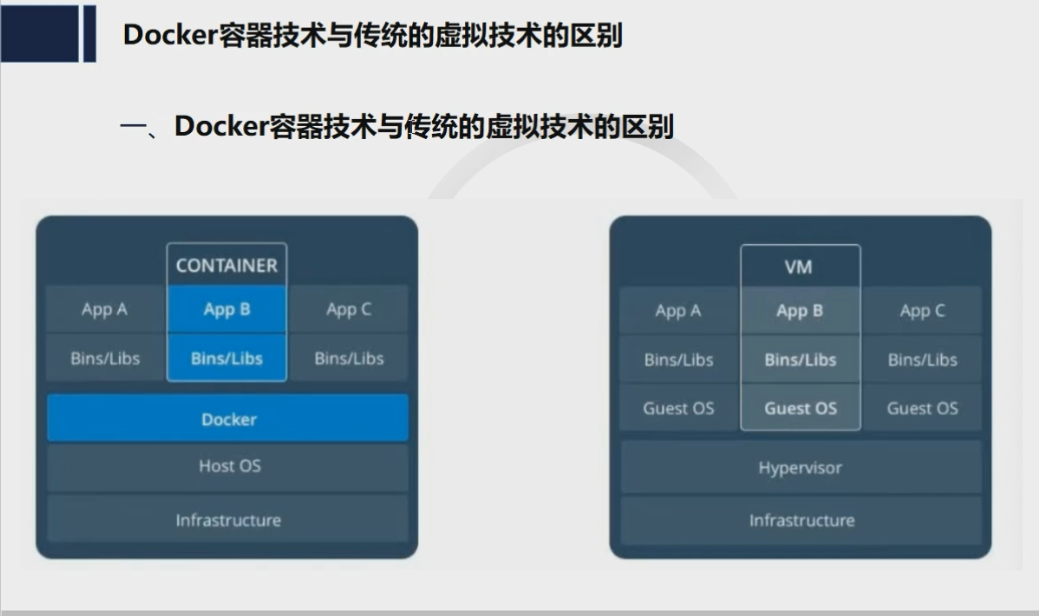 Docker容器技术与传统的虚拟技术的区别
一、Docker容器技术与传统的虚拟技术的区别
CONTAINER
App A App B App C
Bins/Libs Bins/Libs Bins/Libs
Docker
Host OS
Infrastructure
VM
App A App B App C
Bins/Libs Bins/Libs Bins/Libs
Guest OS Guest OS Guest OS
Hypervisor
Infrastructure